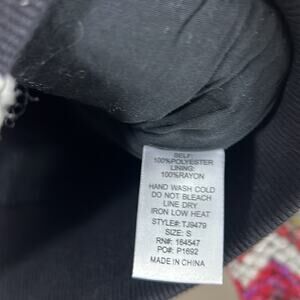 SELF:
100%POLYESTER
LINING:
100%RAYON
HAND WASH COLD
DO NOT BLEACH
LINE DRY
IRON LOW HEAT
STYLE#: TJ9479
SIZE: S
RN#: 164547
PO#: P1692
MADE IN CHINA